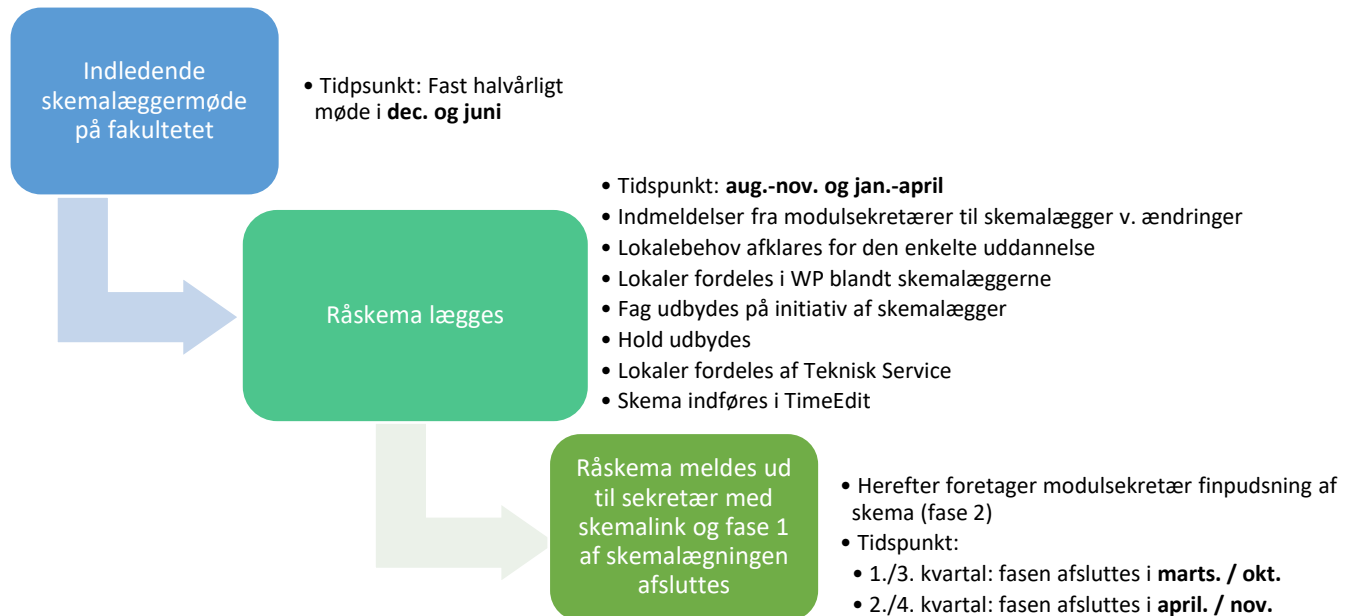 Indledende
skemalæggermøde
på fakultetet
• Tidpsunkt: Fast halvårligt
møde i dec. og juni
Råskema lægges
• Tidspunkt: aug.-nov. og jan.-april
• Indmeldelser fra modulsekretærer til skemalægger v. ændringer
• Lokalebehov afklares for den enkelte uddannelse
• Lokaler fordeles i WP blandt skemalæggerne
• Fag udbydes på initiativ af skemalægger
• Hold udbydes
• Lokaler fordeles af Teknisk Service
• Skema indføres i TimeEdit
Råskema meldes ud
til sekretær med
skemalink og fase 1
af skemalægningen
afsluttes
• Herefter foretager modulsekretær finpudsning af
skema (fase 2)
• Tidspunkt:
• 1./3. kvartal: fasen afsluttes i marts. / okt.
• 2./4. kvartal: fasen afsluttes i april. / nov.